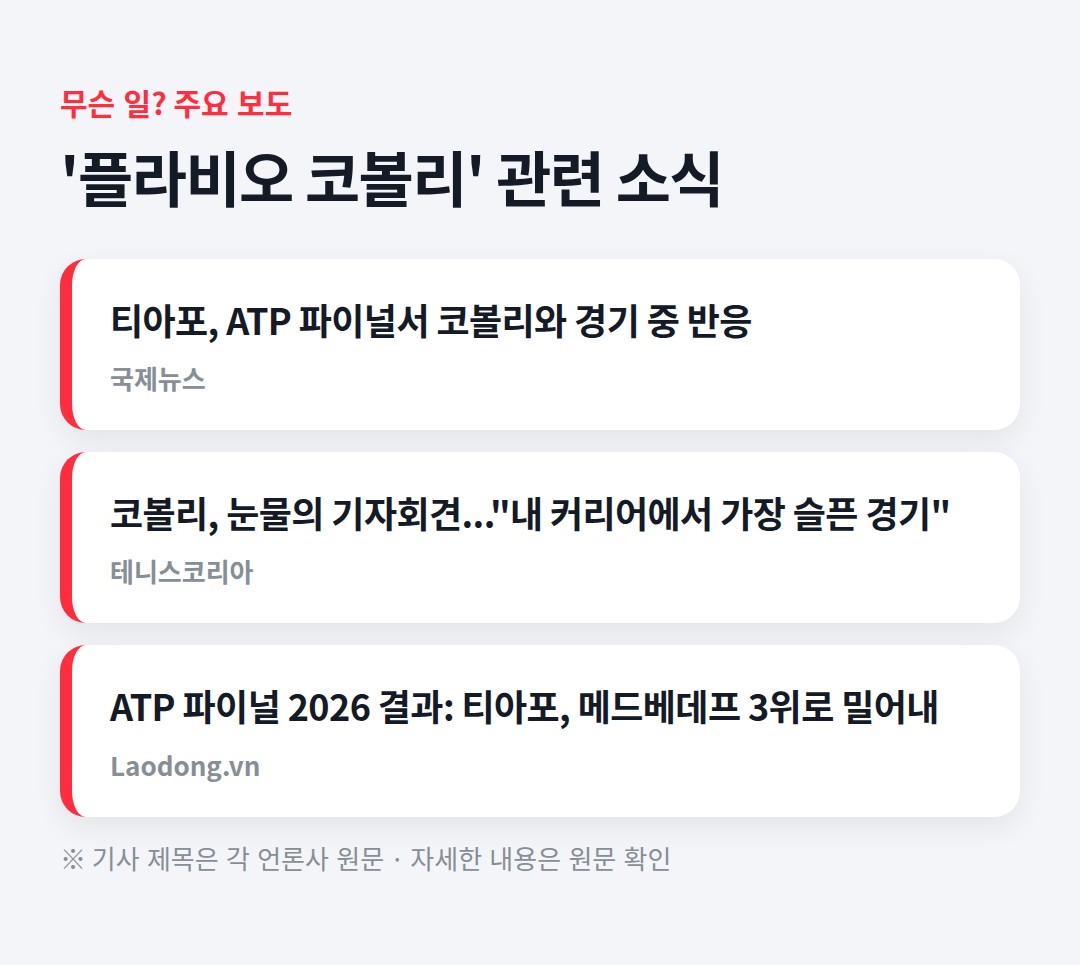 무슨 일? 주요 보도
'플라비오 코볼리' 관련 소식
티아포, ATP 파이널서 코볼리와 경기 중 반응
국제뉴스
코볼리, 눈물의 기자회견..."내 커리어에서 가장 슬픈 경기"
테니스코리아
ATP 파이널 2026 결과: 티아포, 메드베데프 3위로 밀어내
Laodong.vn
※ 기사 제목은 각 언론사 원문 · 자세한 내용은 원문 확인